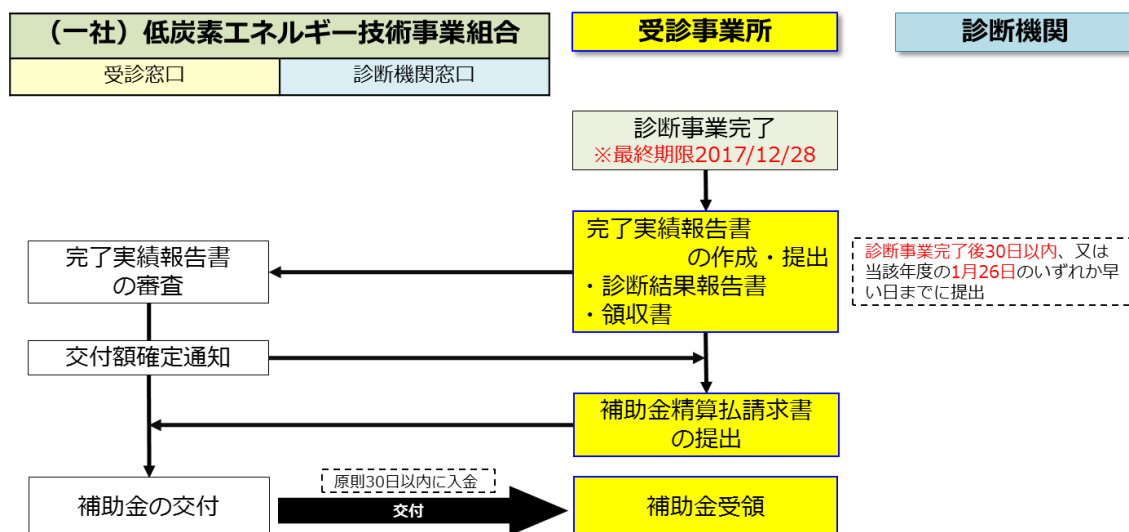 （一社）低炭素エネルギー技術事業組合
受診窓口
診断機関窓口
受診事業所
診断機関
診断事業完了
※最終期限2017/12/28
完了実績報告書
の作成・提出
・診断結果報告書
・領収書
診断事業完了後30日以内、又は
当該年度の1月26日のいずれか早
い日までに提出
完了実績報告書
の審査
交付額確定通知
補助金精算払請求書
の提出
補助金の交付
原則30日以内に入金
交付
補助金受領